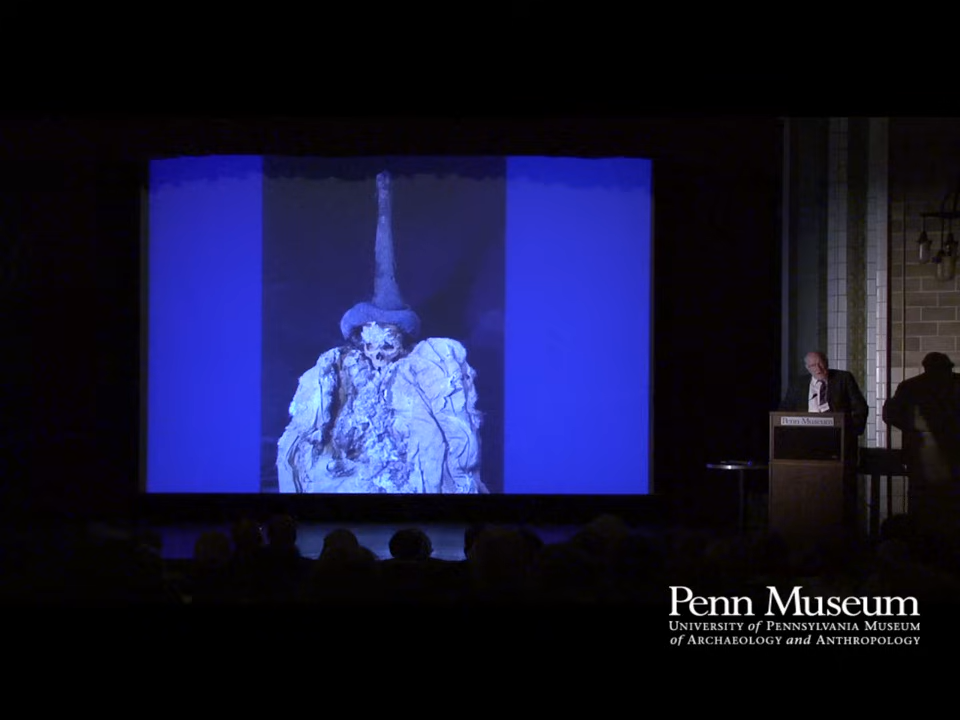 Penn Museum
Penn Museum
University of Pennsylvania Museum
of Archaeology and Anthropology